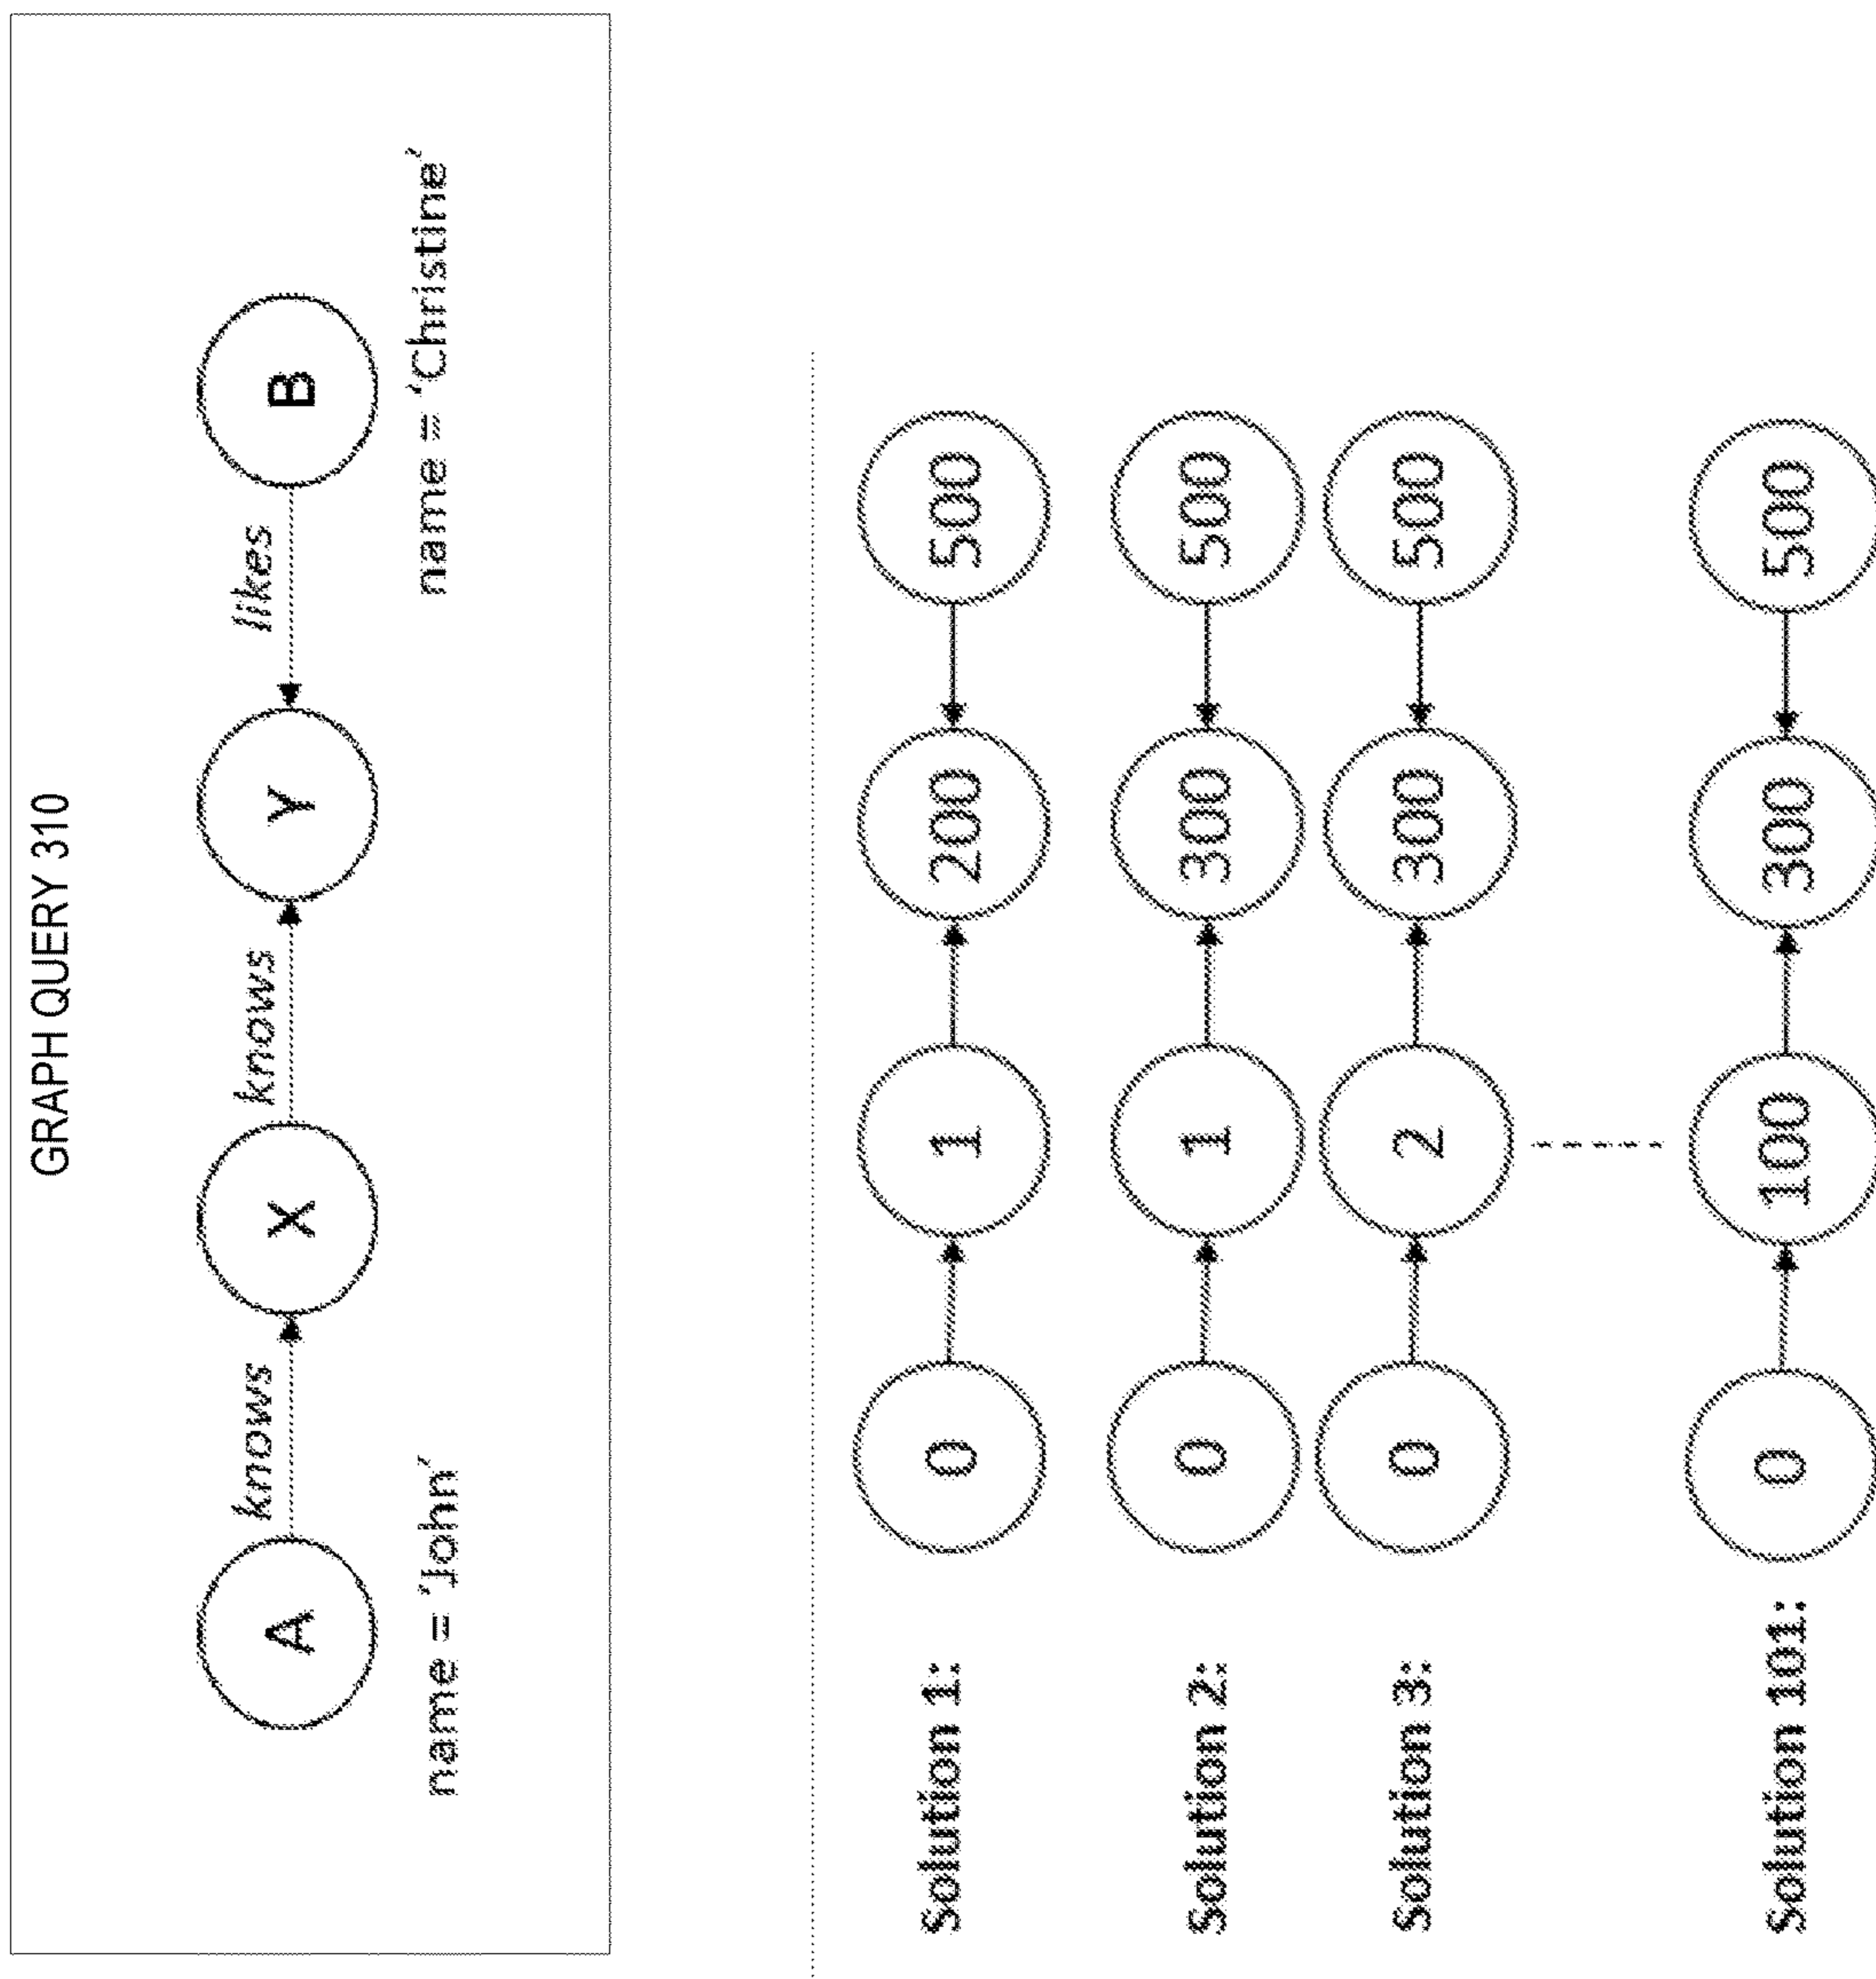 GRAPH QUERY 310
knows knows likes
A X Y B
name = 'John' name = 'Christine'
Solution 1: 0 1 200 500
Solution 2: 0 1 300 500
Solution 3: 0 2 300 500
Solution 101: 0 100 300 500